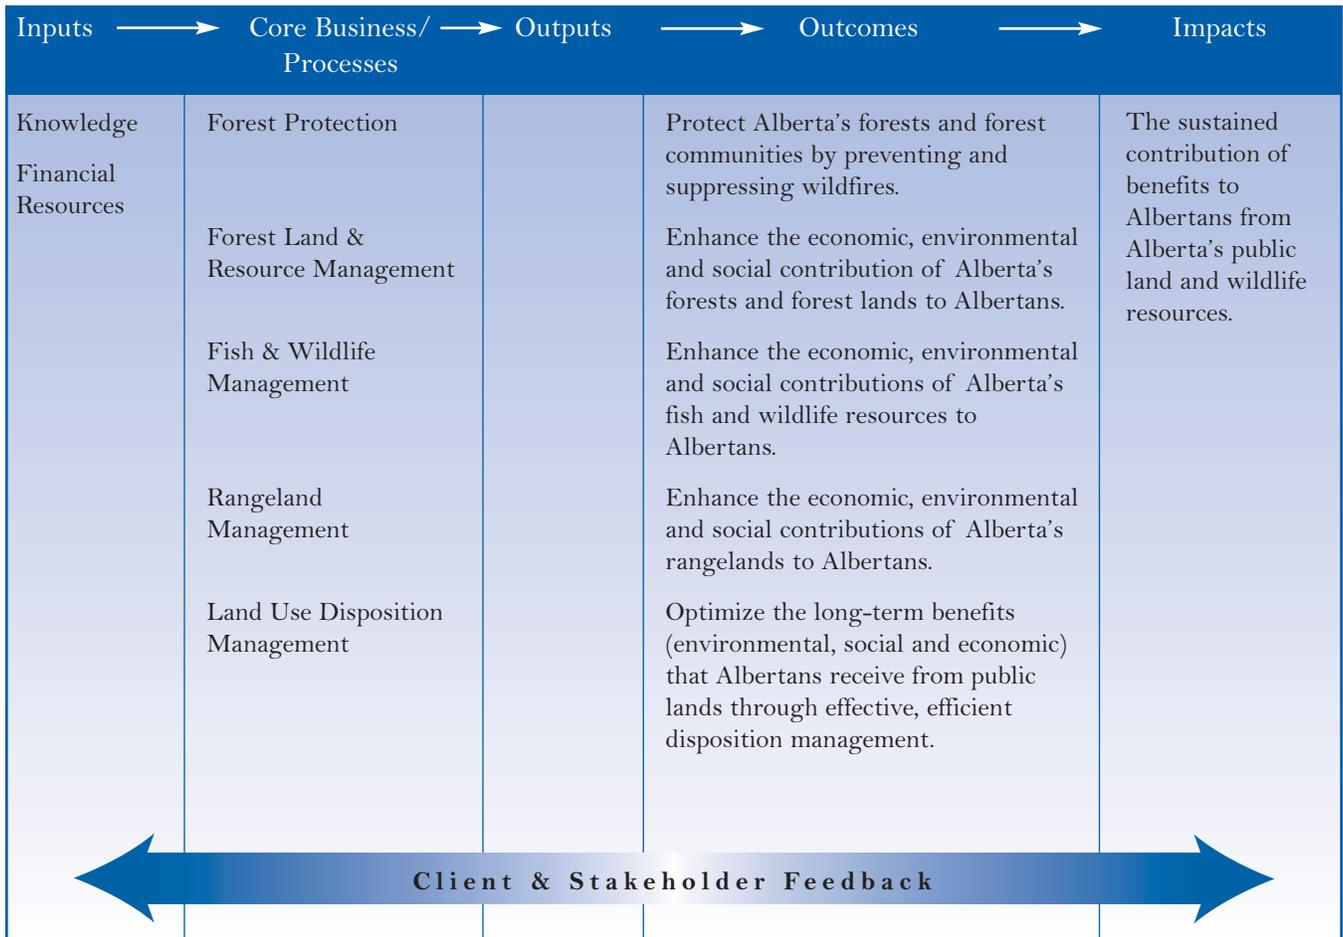 Inputs
Core Business/
Processes
Outputs
Outcomes
Impacts
Knowledge
Financial
Resources
Forest Protection
Protect Alberta’s forests and forest
communities by preventing and
suppressing wildfires.
Forest Land &
Resource Management
Enhance the economic, environmental
and social contribution of Alberta’s
forests and forest lands to Albertans.
Fish & Wildlife
Management
Enhance the economic, environmental
and social contributions of Alberta’s
fish and wildlife resources to
Albertans.
Rangeland
Management
Enhance the economic, environmental
and social contributions of Alberta’s
rangelands to Albertans.
Land Use Disposition
Management
Optimize the long-term benefits
(environmental, social and economic)
that Albertans receive from public
lands through effective, efficient
disposition management.
The sustained
contribution of
benefits to
Albertans from
Alberta’s public
land and wildlife
resources.
Client & Stakeholder Feedback